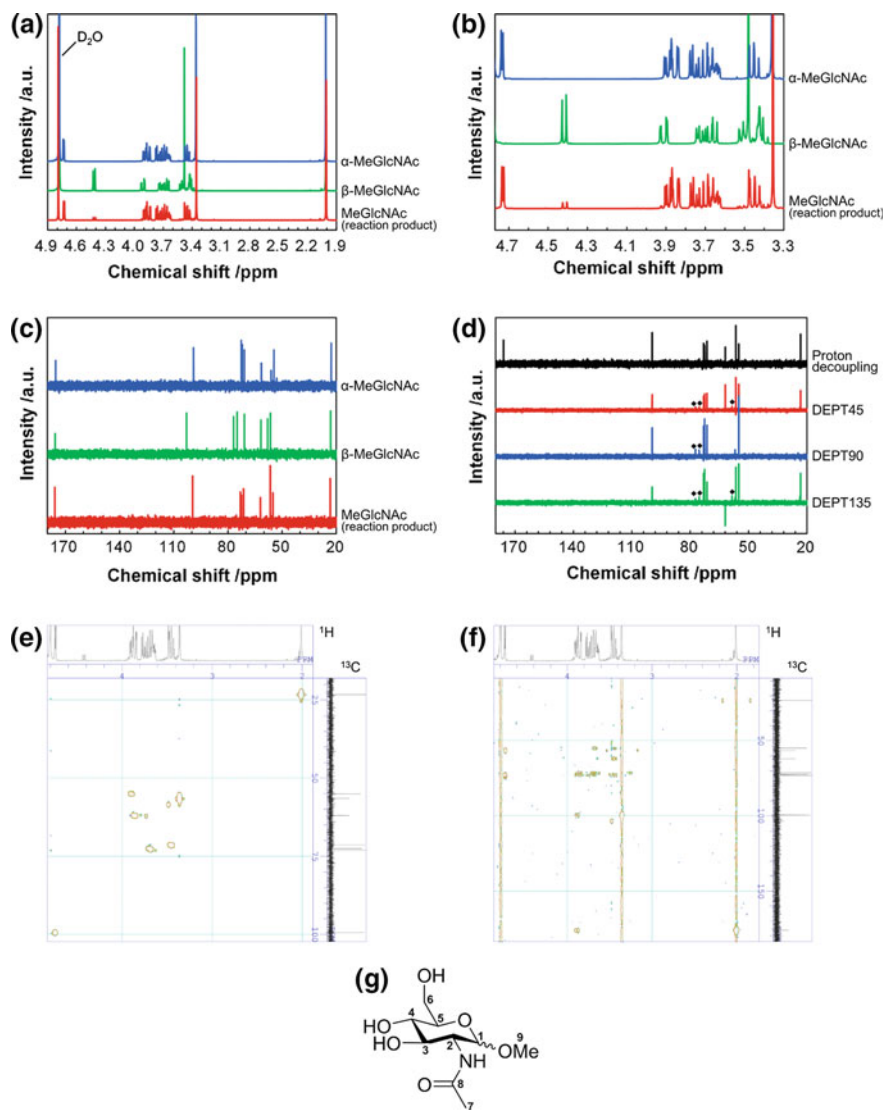 (a)
Intensity /a.u.
D2O
α-MeGlcNAc
β-MeGlcNAc
MeGlcNAc
(reaction product)
4.9 4.6 4.3 4.0 3.7 3.4 3.1 2.8 2.5 2.2 1.9
Chemical shift /ppm
(b)
Intensity /a.u.
α-MeGlcNAc
β-MeGlcNAc
MeGlcNAc
(reaction product)
4.7 4.5 4.3 4.1 3.9 3.7 3.5 3.3
Chemical shift /ppm
(c)
Intensity /a.u.
α-MeGlcNAc
β-MeGlcNAc
MeGlcNAc
(reaction product)
170 140 110 80 50 20
Chemical shift /ppm
(d)
Intensity /a.u.
Proton
decoupling
DEPT45
DEPT90
DEPT135
170 140 110 80 50 20
Chemical shift /ppm
(e)
1H
PPM
13C
4 3 2
25
50
75
100
(f)
1H
PPM
13C
4 3 2
50
100
150
(g)
OH
6
4 5 O
HO
HO 3 2 1 9
OMe
NH
O 8
7